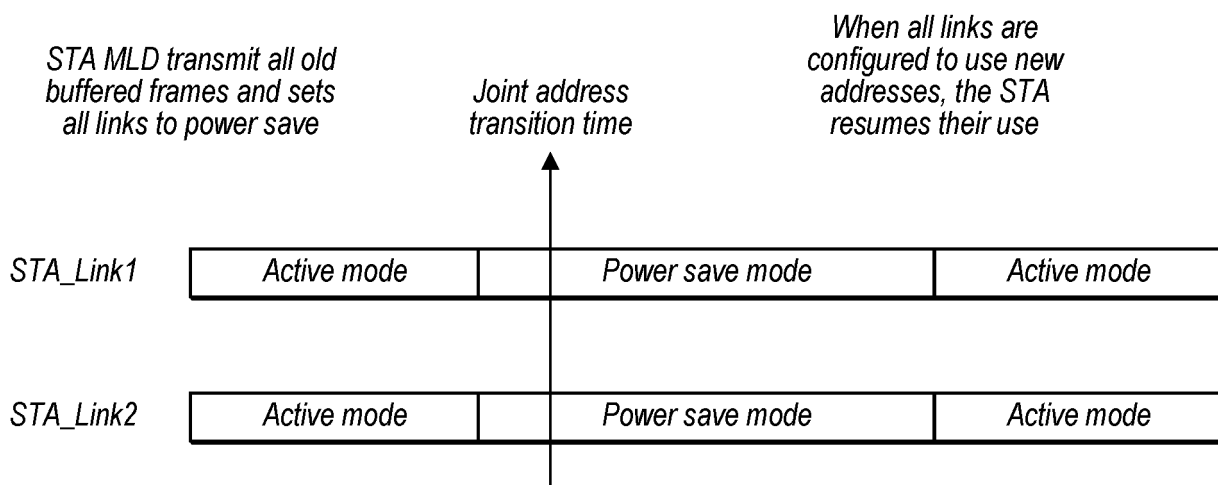 STA MLD transmit all old
buffered frames and sets
all links to power save
Joint address
transition time
When all links are
configured to use new
addresses, the STA
resumes their use
STA_Link1
Active mode
Power save mode
Active mode
STA_Link2
Active mode
Power save mode
Active mode